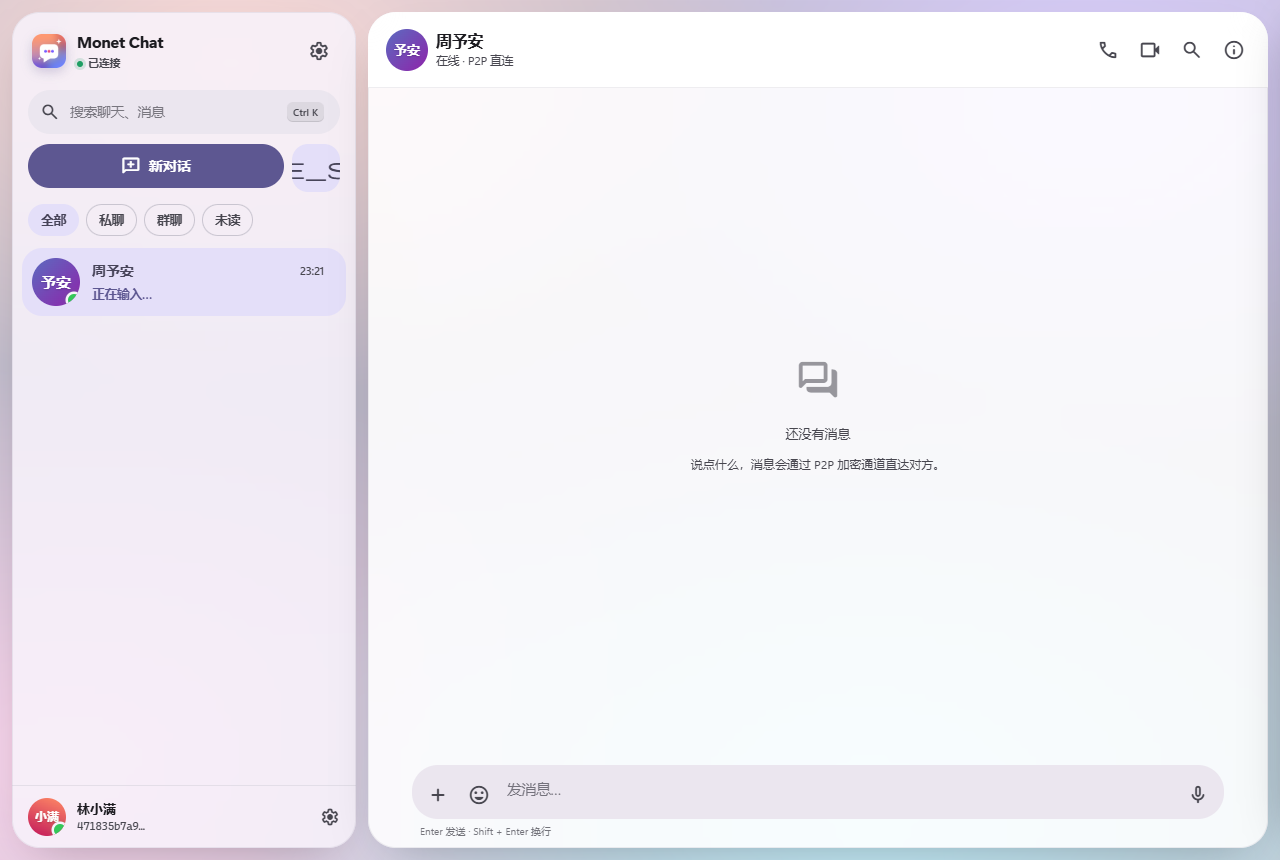 Monet Chat
已连接
搜索聊天、消息
Ctrl K
新对话
E__S
全部
私聊
群聊
未读
予安
周予安
23:21
正在输入...
小满
林小满
471835b7a9...
予安
周予安
在线 · P2P 直连
还没有消息
说点什么，消息会通过 P2P 加密通道直达对方。
发消息...
Enter 发送 · Shift + Enter 换行